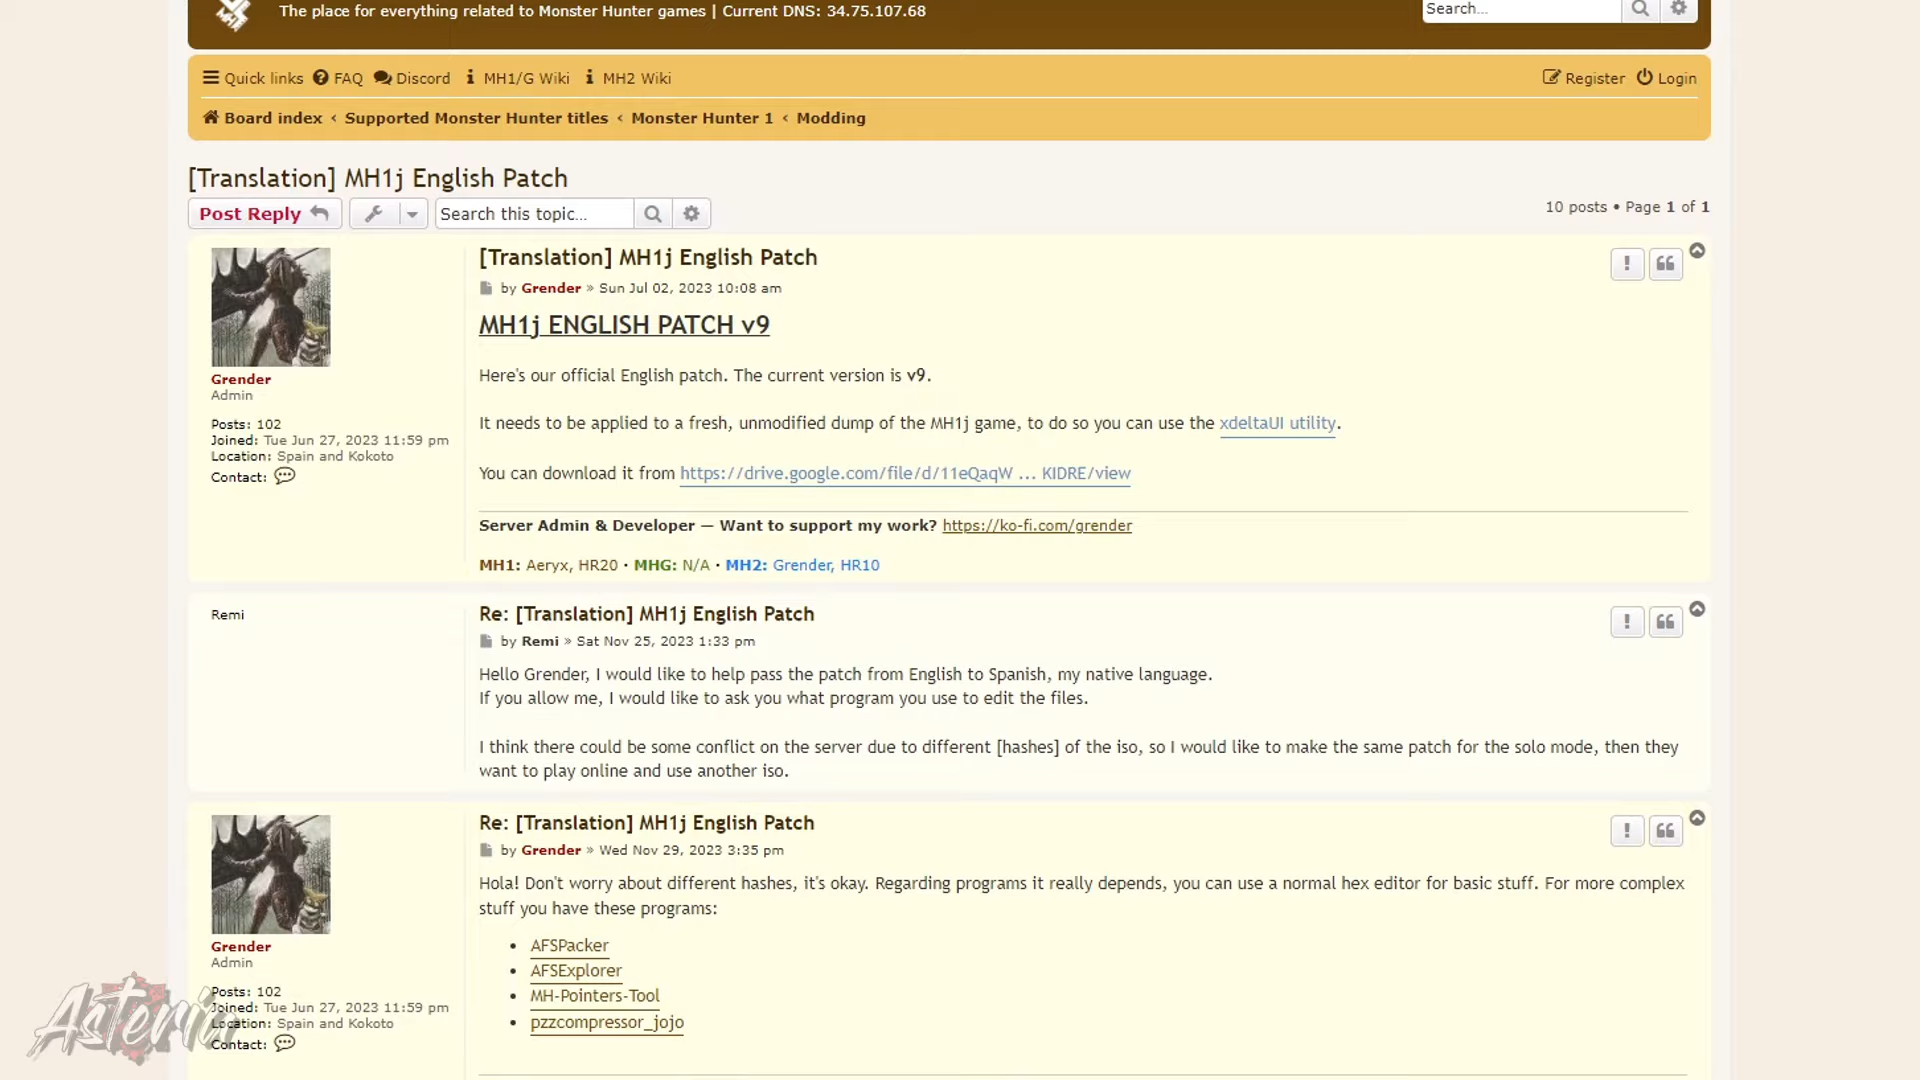 The place for everything related to Monster Hunter games | Current DNS: 34.75.107.68
Search...
Quick links FAQ Discord MH1/G Wiki MH2 Wiki
Register Login
Board index ‹ Supported Monster Hunter titles ‹ Monster Hunter 1 ‹ Modding
[Translation] MH1j English Patch
Post Reply
Search this topic...
10 posts • Page 1 of 1
Grender
Admin
Posts: 102
Joined: Tue Jun 27, 2023 11:59 pm
Location: Spain and Kokoto
Contact:
[Translation] MH1j English Patch
by Grender » Sun Jul 02, 2023 10:08 am
MH1j ENGLISH PATCH v9
Here's our official English patch. The current version is v9.
It needs to be applied to a fresh, unmodified dump of the MH1j game, to do so you can use the xdeltaUI utility.
You can download it from https://drive.google.com/file/d/11eQaqW ... KIDRE/view
Server Admin & Developer — Want to support my work? https://ko-fi.com/grender
MH1: Aeryx, HR20 · MHG: N/A · MH2: Grender, HR10
Remi
Re: [Translation] MH1j English Patch
by Remi » Sat Nov 25, 2023 1:33 pm
Hello Grender, I would like to help pass the patch from English to Spanish, my native language.
If you allow me, I would like to ask you what program you use to edit the files.
I think there could be some conflict on the server due to different [hashes] of the iso, so I would like to make the same patch for the solo mode, then they
want to play online and use another iso.
Grender
Admin
Posts: 102
Joined: Tue Jun 27, 2023 11:59 pm
Location: Spain and Kokoto
Contact:
Re: [Translation] MH1j English Patch
by Grender » Wed Nov 29, 2023 3:35 pm
Hola! Don't worry about different hashes, it's okay. Regarding programs it really depends, you can use a normal hex editor for basic stuff. For more complex
stuff you have these programs:
• AFSPacker
• AFSExplorer
• MH-Pointers-Tool
• pzzcompressor_jojo
Asteria